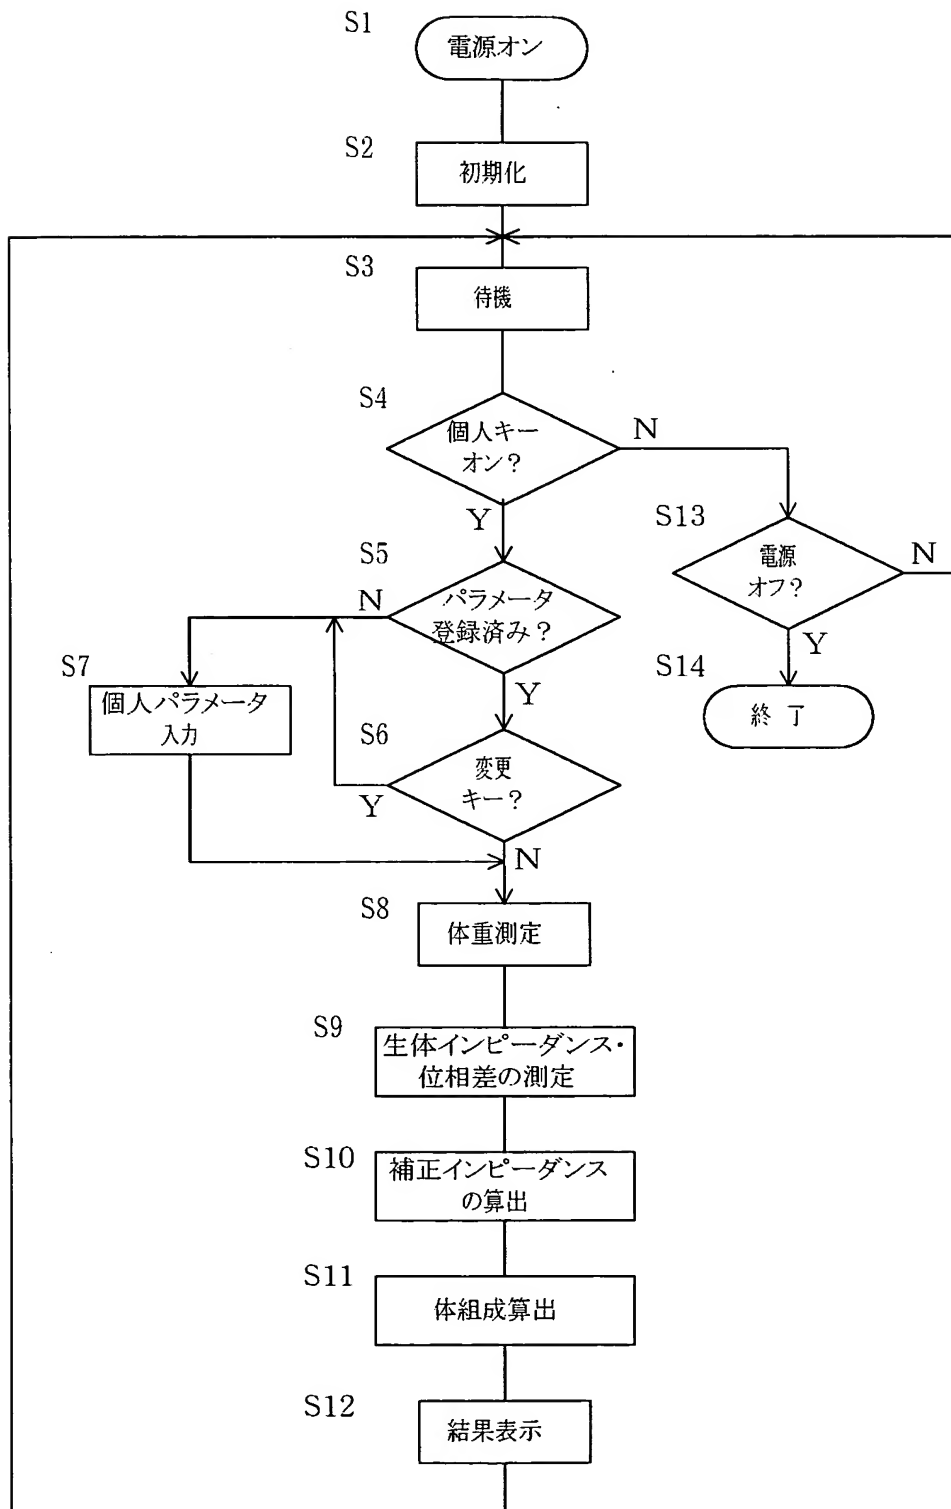 S1
電源オン
S2
初期化
S3
待機
S4
個人キー
オン？
N
Y
S13
電源
オフ？
N
Y
S14
終 了
S5
パラメータ
登録済み？
N
Y
S7
個人パラメータ
入力
S6
変更
キー？
Y
N
S8
体重測定
S9
生体インピーダンス・
位相差の測定
S10
補正インピーダンス
の算出
S11
体組成算出
S12
結果表示